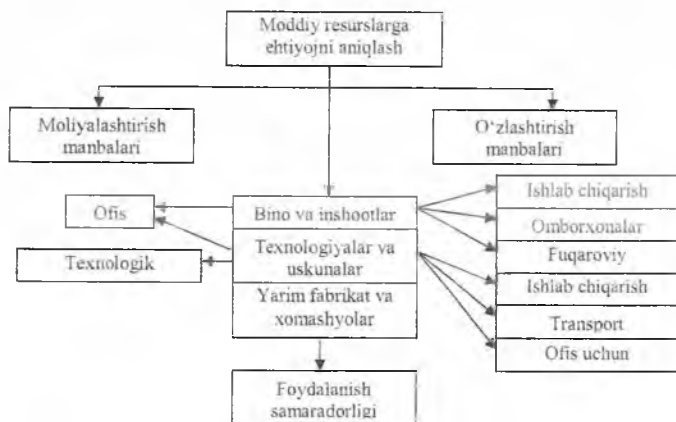 Moddiy resurslarga
ehtiyojni aniqlash
Moliyalashtirish
manbalari
O‘zlashtirish
manbalari
Ofis
Texnologik
Bino va inshootlar
Texnologiyalar va
uskunalar
Yarim fabrikat va
xomashyolar
Ishlab chiqarish
Omborxonalar
Fuqaroviy
Ishlab chiqarish
Transport
Ofis uchun
Foydalanish
samaradorligi